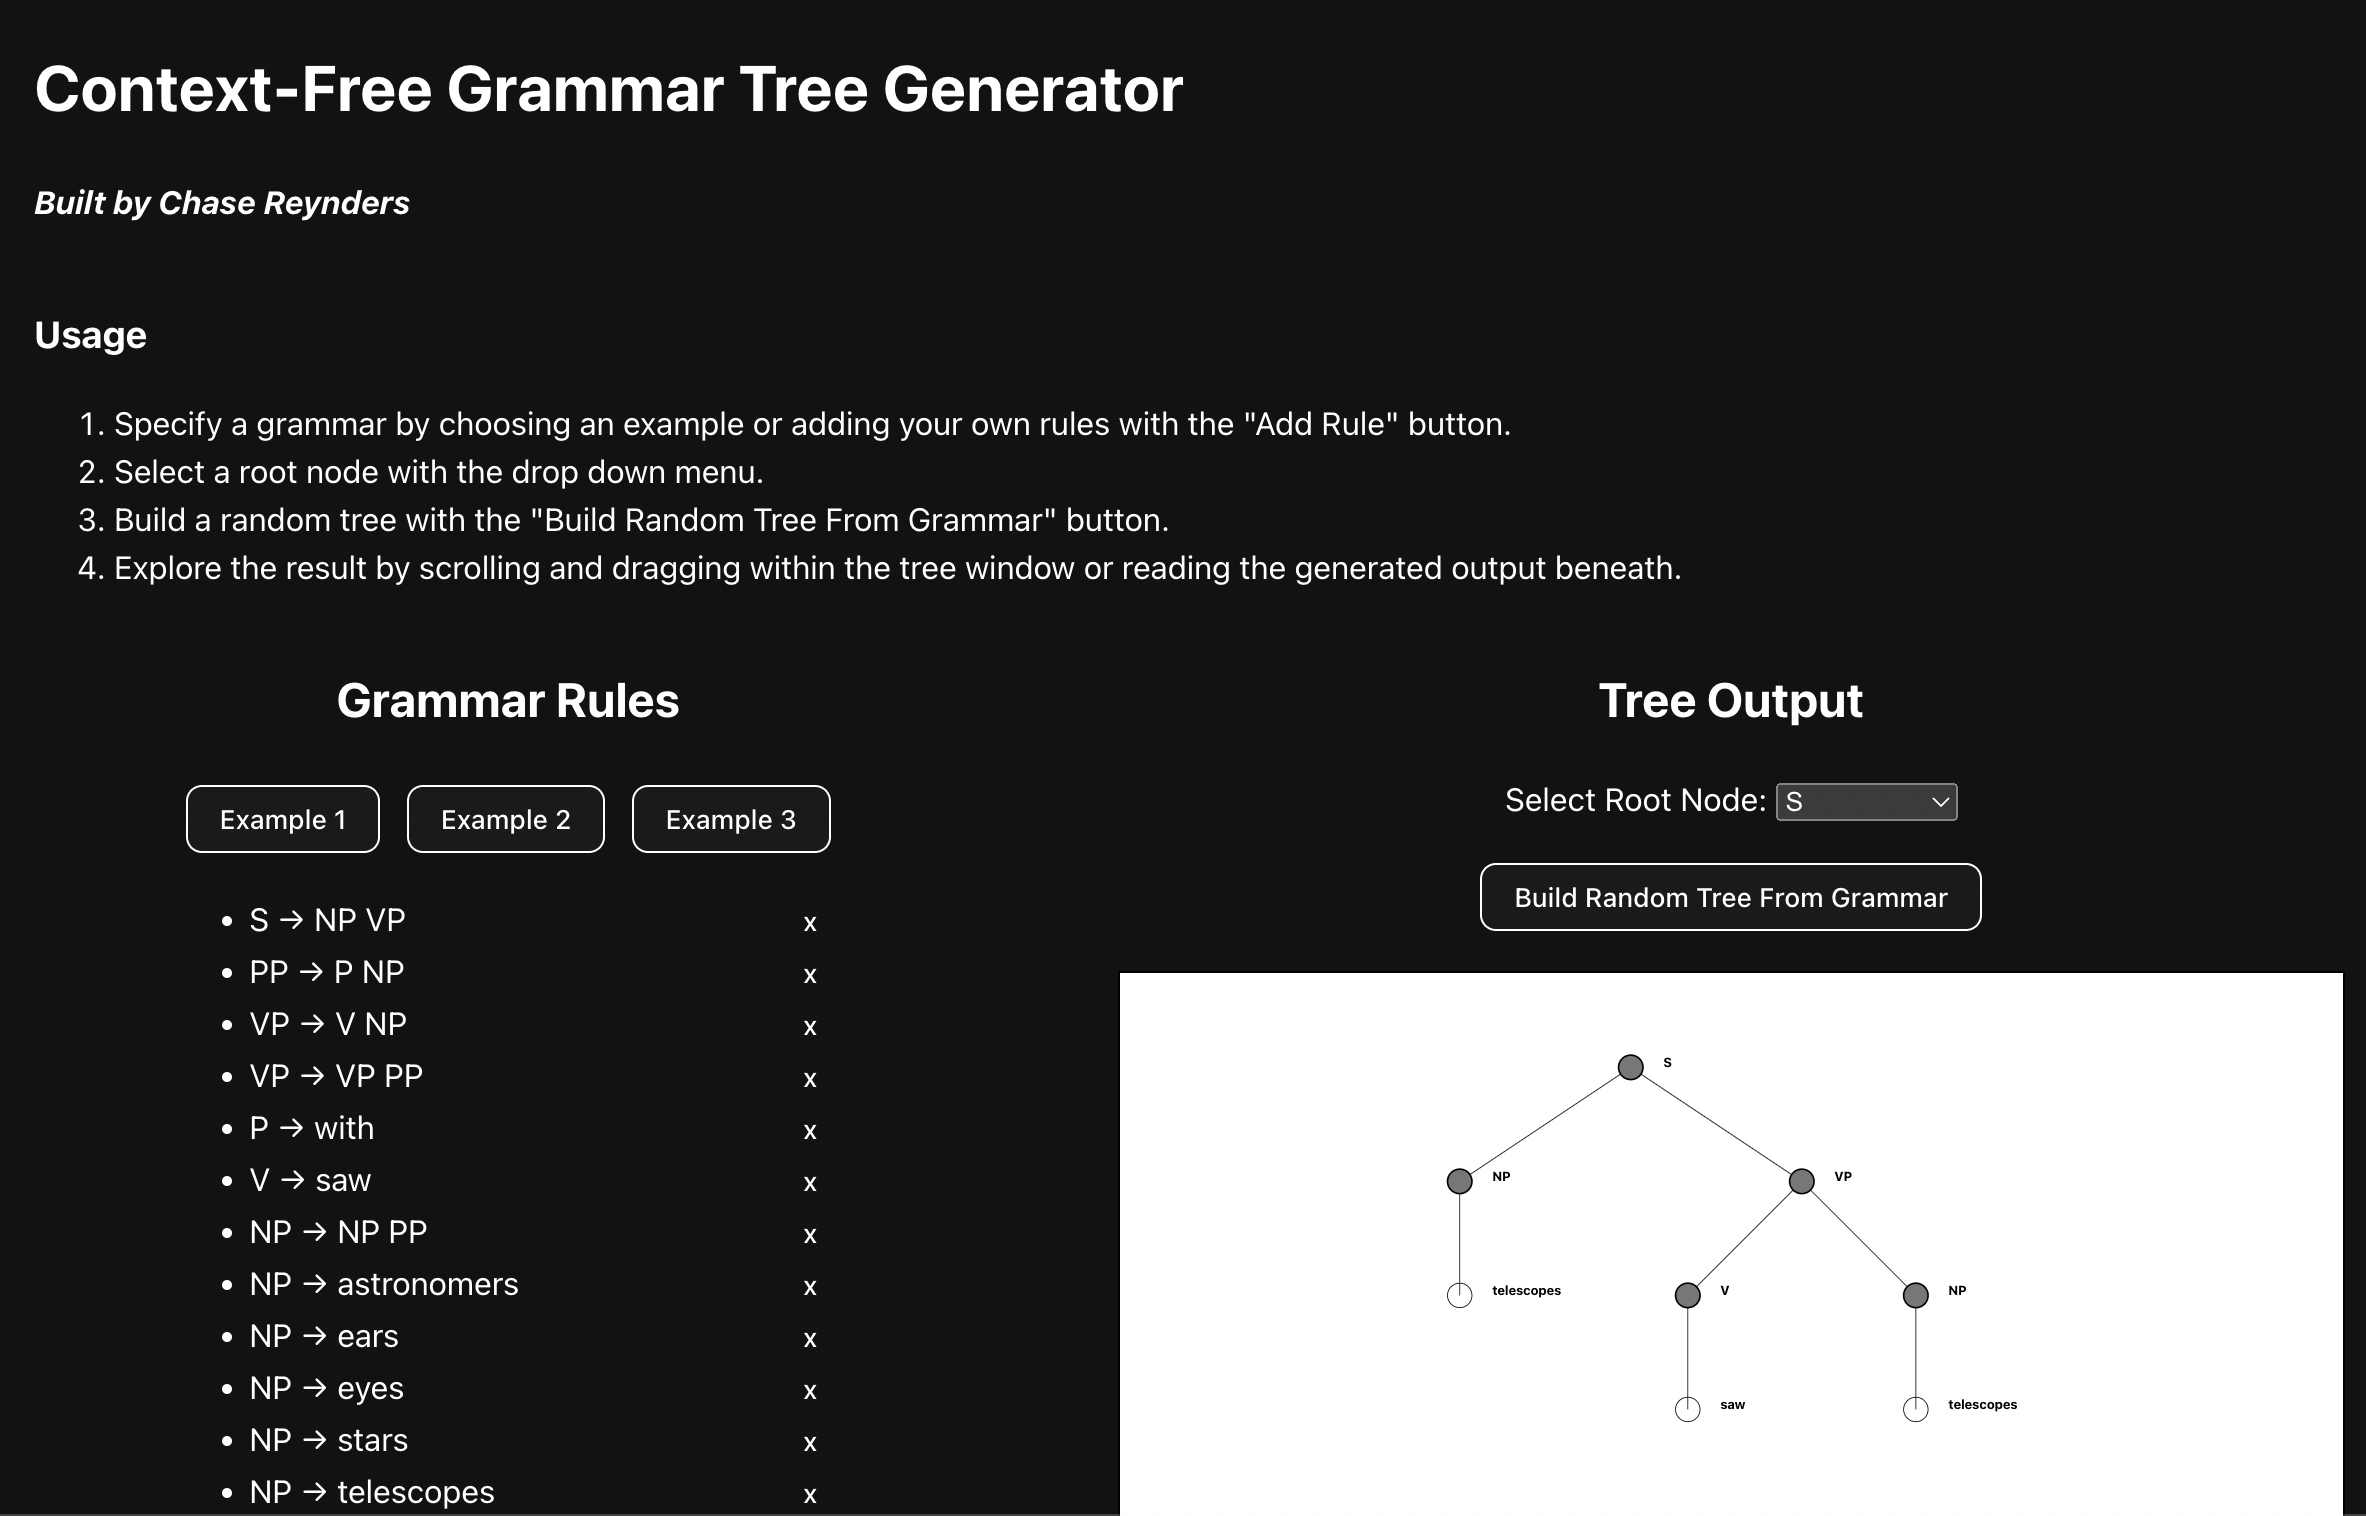 Context-Free Grammar Tree Generator
Built by Chase Reynders
Usage
1. Specify a grammar by choosing an example or adding your own rules with the "Add Rule" button.
2. Select a root node with the drop down menu.
3. Build a random tree with the "Build Random Tree From Grammar" button.
4. Explore the result by scrolling and dragging within the tree window or reading the generated output beneath.
Grammar Rules
Example 1 Example 2 Example 3
• S → NP VP x
• PP → P NP x
• VP → V NP x
• VP → VP PP x
• P → with x
• V → saw x
• NP → NP PP x
• NP → astronomers x
• NP → ears x
• NP → eyes x
• NP → stars x
• NP → telescopes x
Tree Output
Select Root Node: S
Build Random Tree From Grammar
S
NP VP
telescopes V NP
saw telescopes